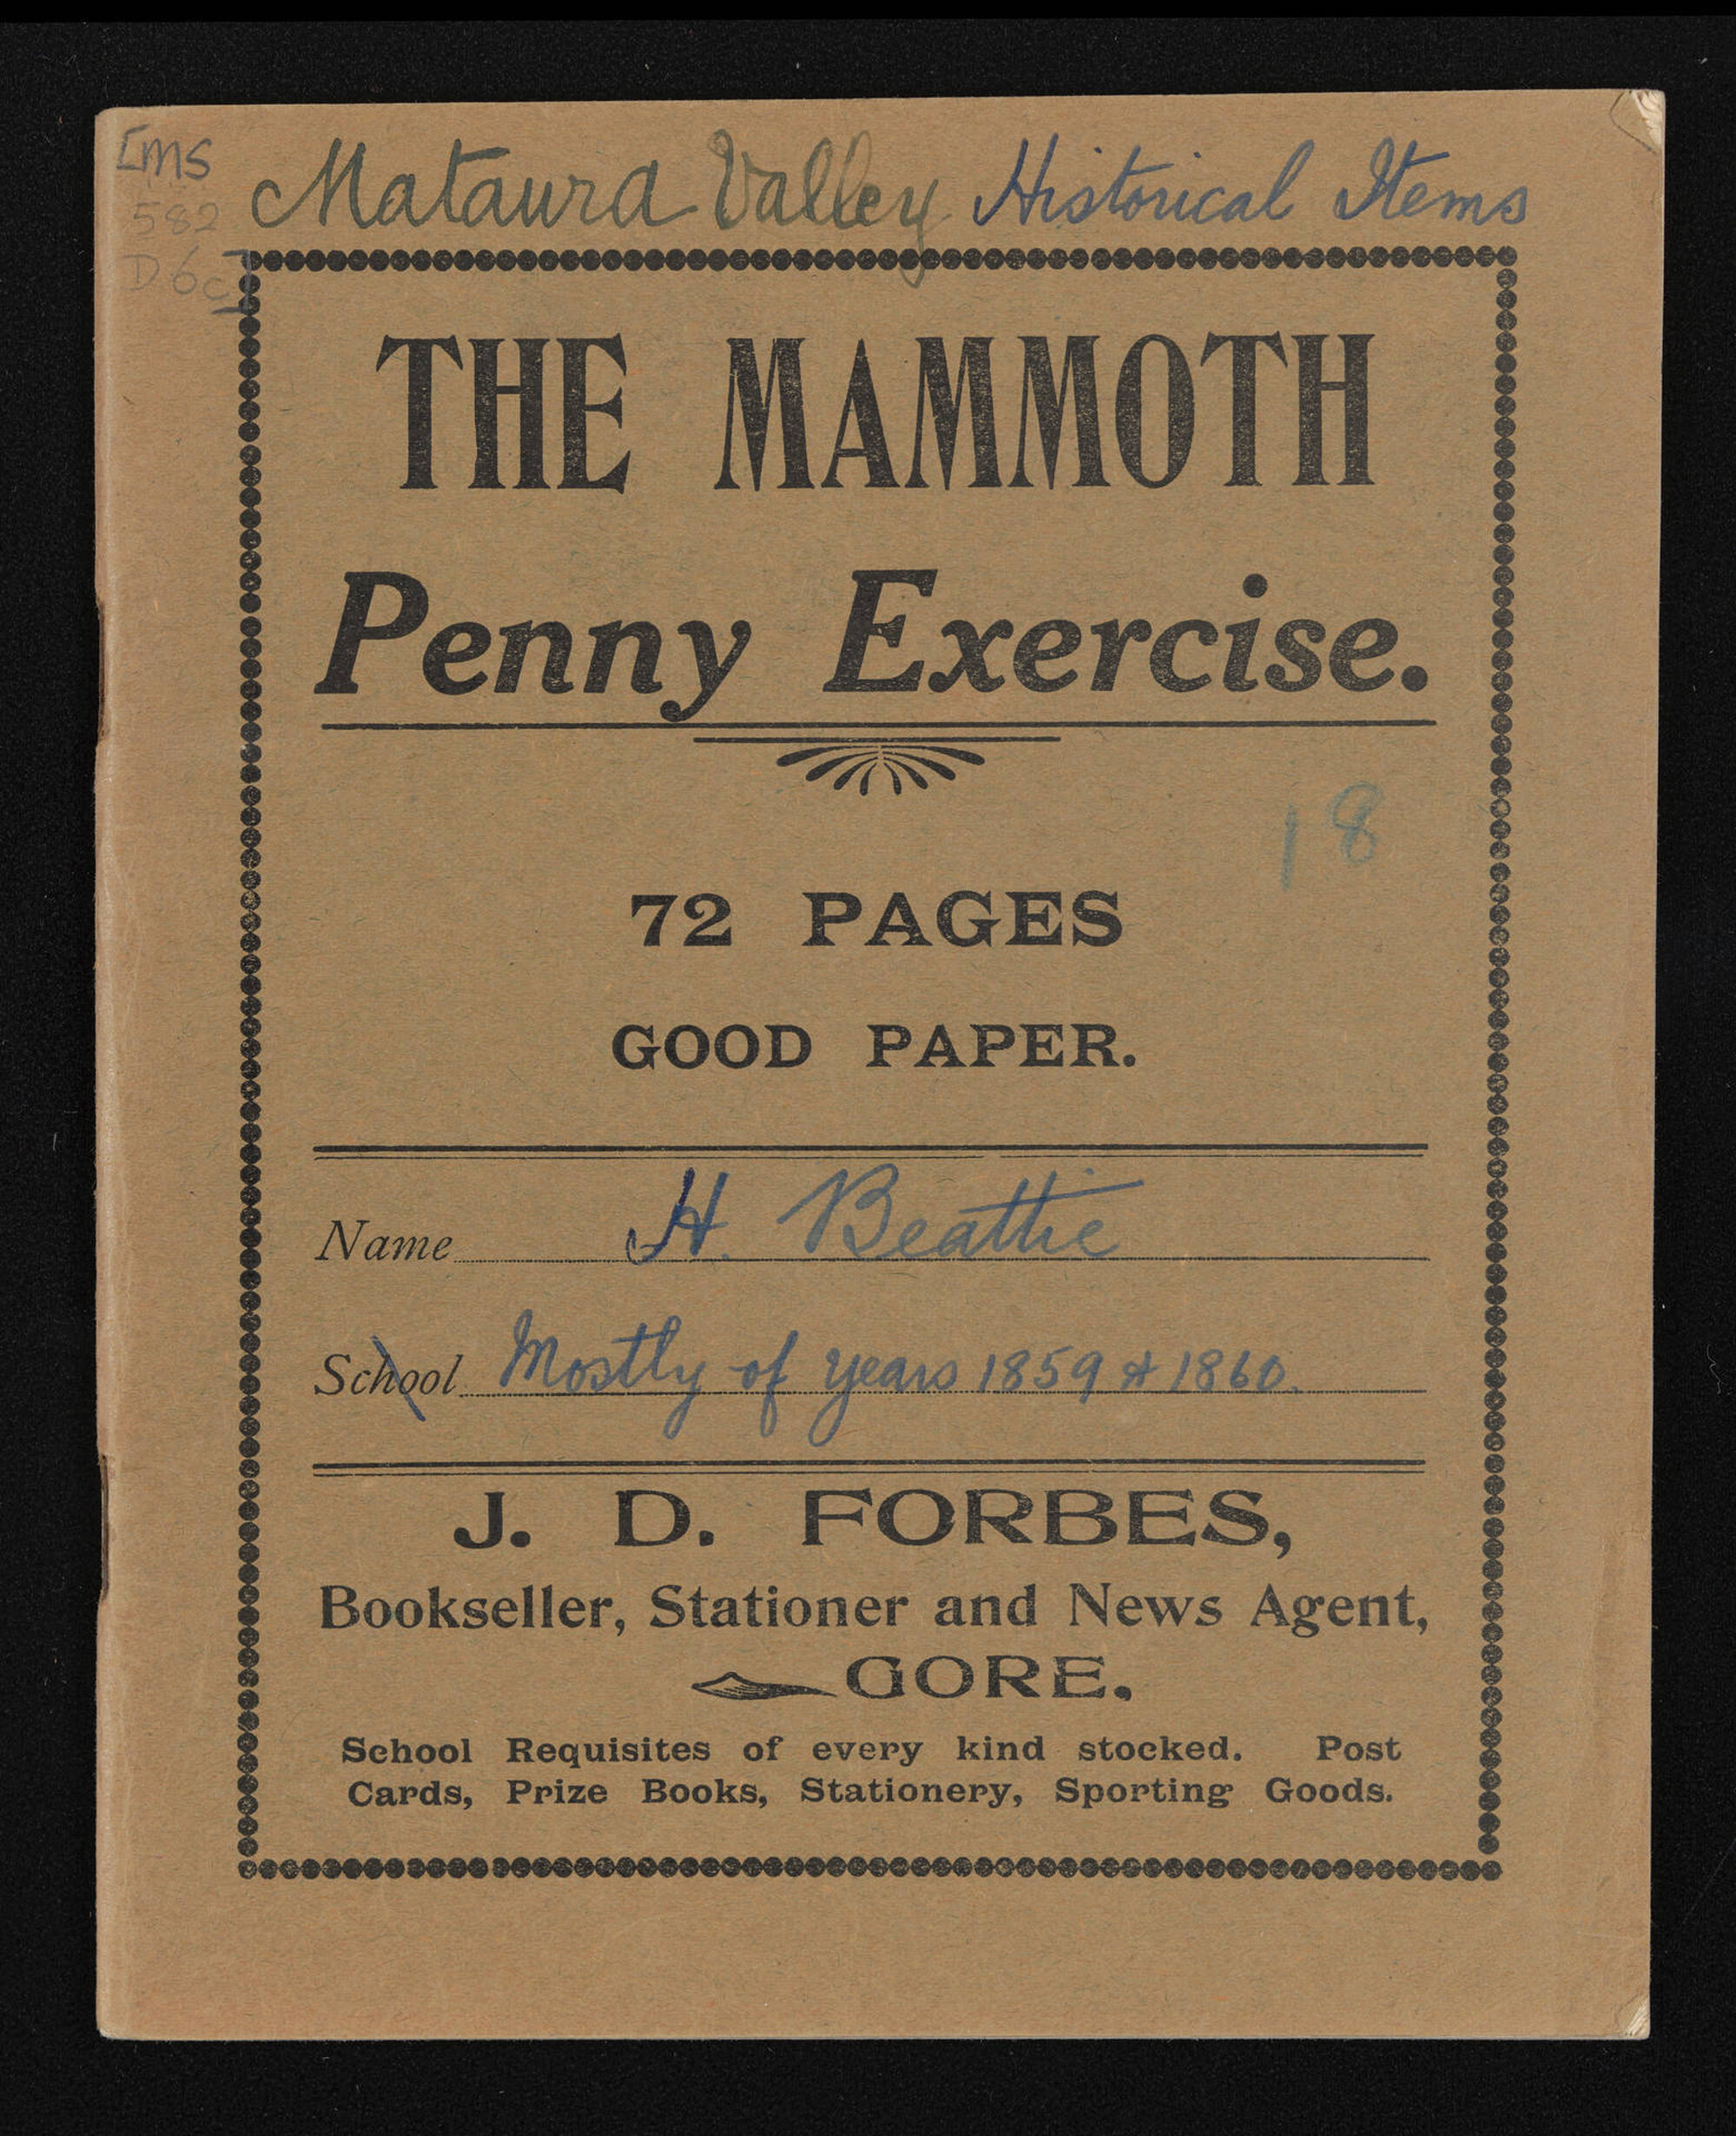 [MS
582
D6c]
Mataura Valley Historical Items
THE MAMMOTH
Penny Exercise.
18
72 PAGES
GOOD PAPER.
Name H. Beattie
School Mostly of years 1859 & 1860.
J. D. FORBES,
Bookseller, Stationer and News Agent,
GORE.
School Requisites of every kind stocked. Post
Cards, Prize Books, Stationery, Sporting Goods.